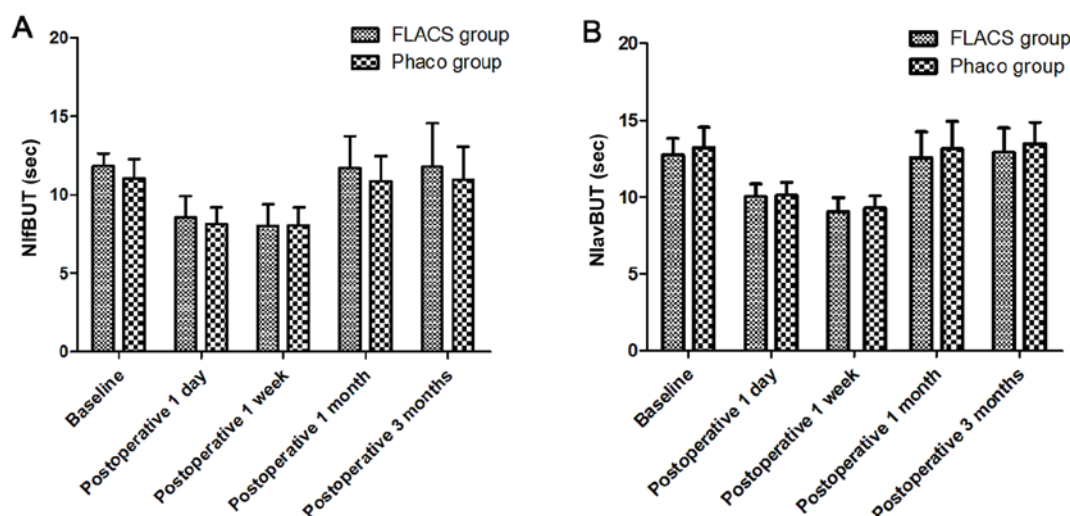 A
FLACS group
Phaco group
NIfBUT (sec)
20
15
10
5
0
Baseline
Postoperative 1 day
Postoperative 1 week
Postoperative 1 month
Postoperative 3 months
B
FLACS group
Phaco group
NIavBUT (sec)
20
15
10
5
0
Baseline
Postoperative 1 day
Postoperative 1 week
Postoperative 1 month
Postoperative 3 months